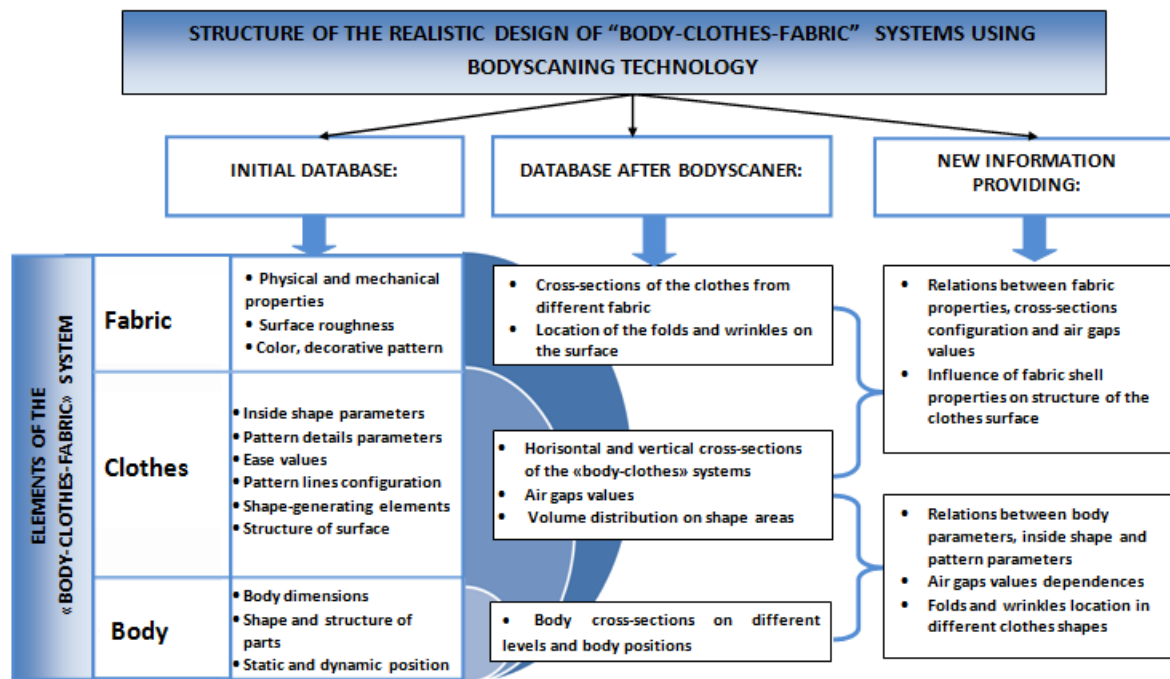 STRUCTURE OF THE REALISTIC DESIGN OF “BODY-CLOTHES-FABRIC” SYSTEMS USING
BODYSCANING TECHNOLOGY
INITIAL DATABASE:
DATABASE AFTER BODYSCANER:
NEW INFORMATION
PROVIDING:
ELEMENTS OF THE
«BODY-CLOTHES-FABRIC» SYSTEM
Fabric
• Physical and mechanical
properties
• Surface roughness
• Color, decorative pattern
Clothes
• Inside shape parameters
• Pattern details parameters
• Ease values
• Pattern lines configuration
• Shape-generating elements
• Structure of surface
Body
• Body dimensions
• Shape and structure of
parts
• Static and dynamic position
• Cross-sections of the clothes from
different fabric
• Location of the folds and wrinkles on
the surface
• Horisontal and vertical cross-sections
of the «body-clothes» systems
• Air gaps values
• Volume distribution on shape areas
• Body cross-sections on different
levels and body positions
• Relations between fabric
properties, cross-sections
configuration and air gaps
values
• Influence of fabric shell
properties on structure of the
clothes surface
• Relations between body
parameters, inside shape and
pattern parameters
• Air gaps values dependences
• Folds and wrinkles location in
different clothes shapes